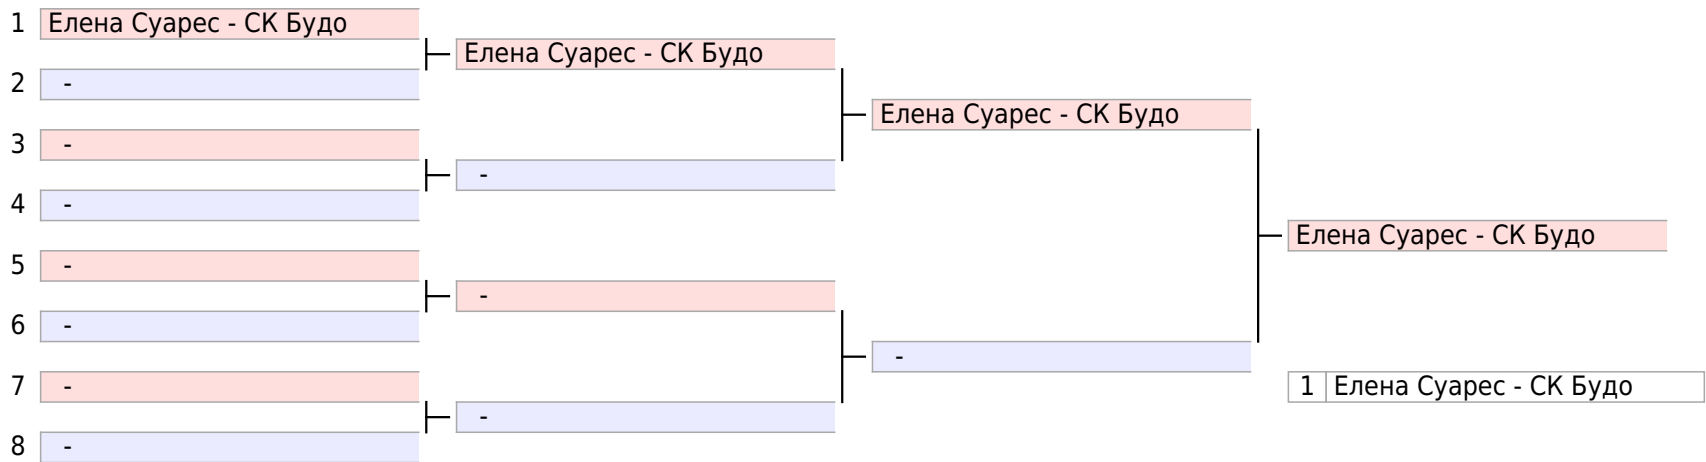 1 Елена Суарес - СК Будо
2 -
3 -
4 -
5 -
6 -
7 -
8 -
Елена Суарес - СК Будо
-
-
-
Елена Суарес - СК Будо
-
Елена Суарес - СК Будо
1 Елена Суарес - СК Будо